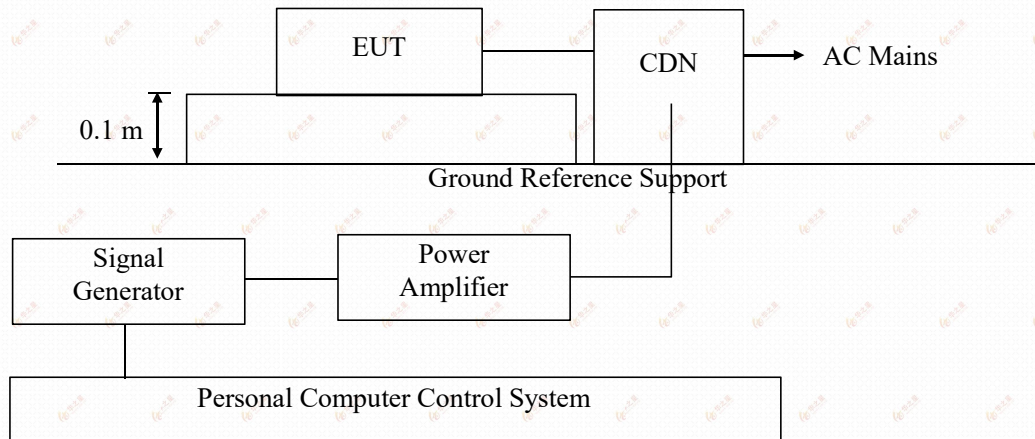 EUT
CDN
AC Mains
0.1 m
Ground Reference Support
Signal
Generator
Power
Amplifier
Personal Computer Control System